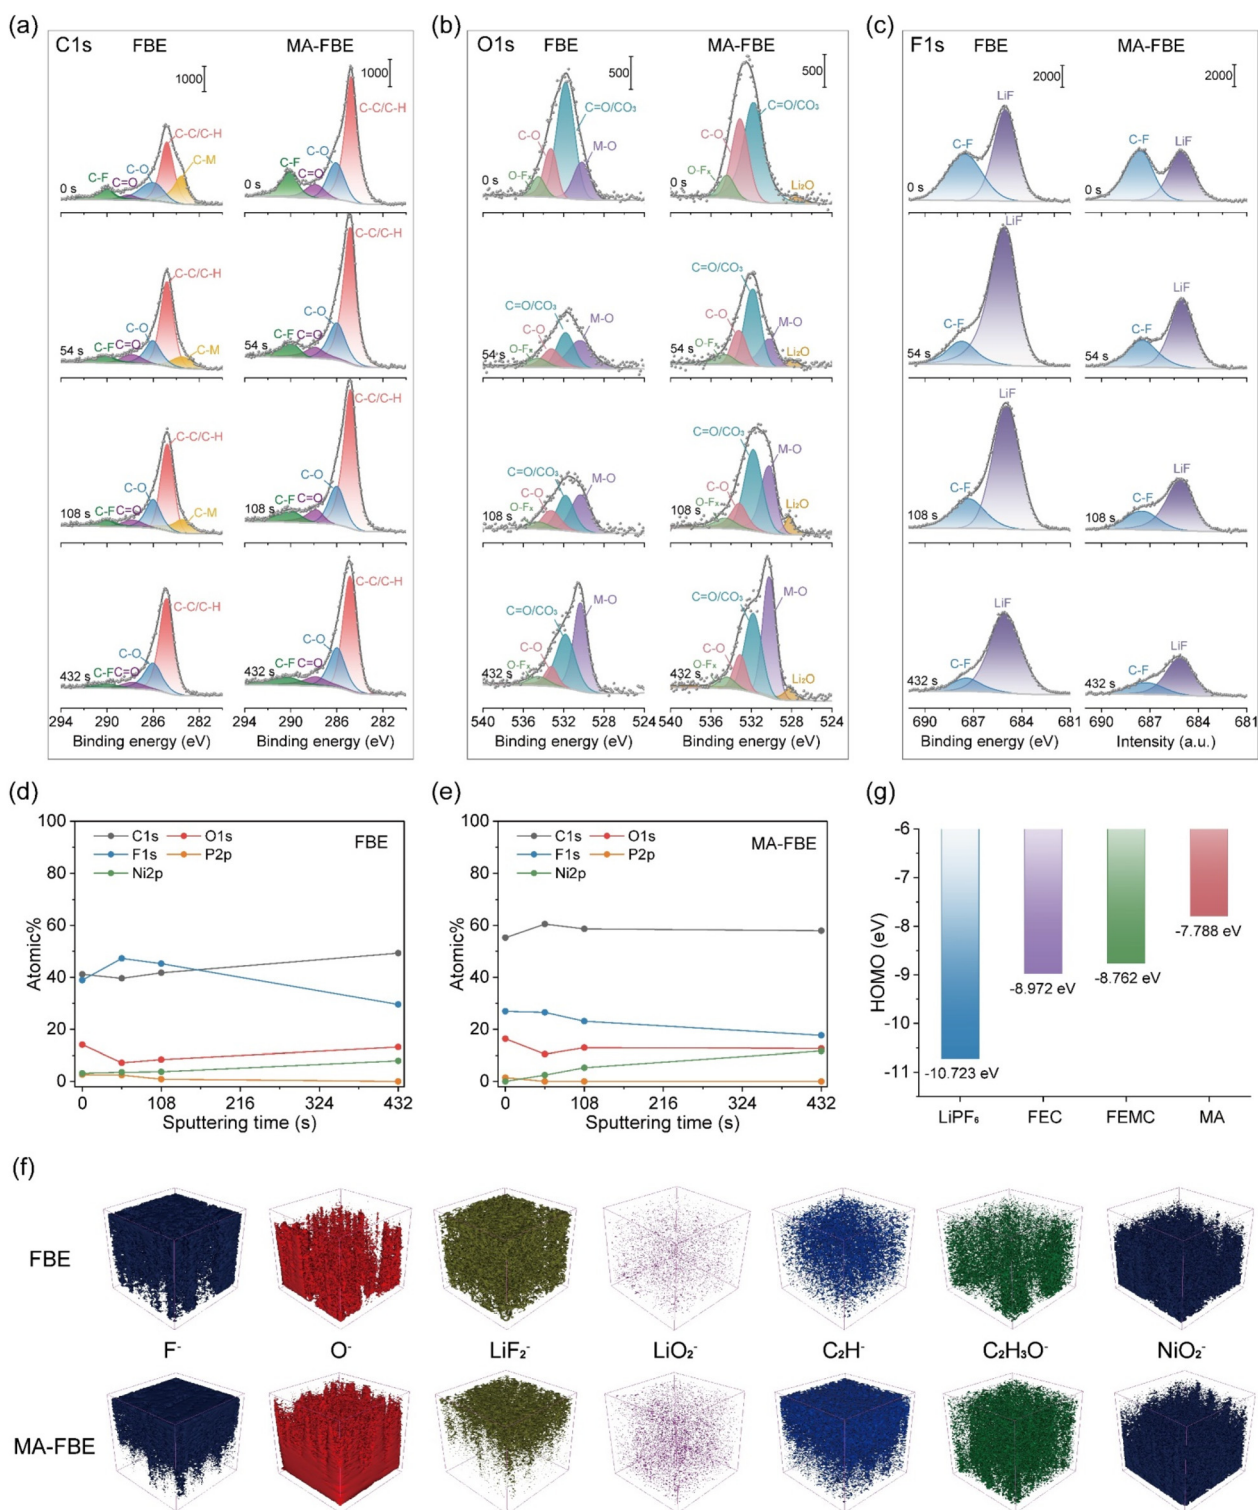 (a)
C1s FBE MA-FBE
1000 1000
C-C/C-H C-C/C-H
C-O C-M C-F C-O
C-F C=O C=O
0 s 0 s
C-C/C-H C-C/C-H
C-O C-O
C-F C=O C-M C-F C=O
54 s 54 s
C-C/C-H C-C/C-H
C-O C-O
C-F C=O C-M C-F C=O
108 s 108 s
C-C/C-H C-C/C-H
C-O C-O
C-F C=O C-F C=O
432 s 432 s
294 290 286 282 294 290 286 282
Binding energy (eV) Binding energy (eV)
(b)
O1s FBE MA-FBE
500 500
C=O/CO₃ C=O/CO₃
C-O M-O C-O
O-Fₓ O-Fₓ Li₂O
0 s 0 s
C=O/CO₃ C=O/CO₃
C-O M-O C-O M-O
O-Fₓ O-Fₓ Li₂O
54 s 54 s
C=O/CO₃ C=O/CO₃
C-O M-O C-O M-O
O-Fₓ O-Fₓ Li₂O
108 s 108 s
C=O/CO₃ M-O C=O/CO₃ M-O
C-O C-O
O-Fₓ O-Fₓ Li₂O
432 s 432 s
540 536 532 528 524 540 536 532 528 524
Binding energy (eV) Binding energy (eV)
(c)
F1s FBE MA-FBE
2000 2000
LiF
C-F C-F LiF
0 s 0 s
LiF LiF
C-F C-F
54 s 54 s
LiF LiF
C-F C-F
108 s 108 s
LiF LiF
C-F C-F
432 s 432 s
690 687 684 681 690 687 684 681
Binding energy (eV) Intensity (a.u.)
(d)
Atomic%
100
80
60
40
20
0
C1s O1s FBE
F1s P2p
Ni2p
0 108 216 324 432
Sputtering time (s)
(e)
Atomic%
100
80
60
40
20
0
C1s O1s MA-FBE
F1s P2p
Ni2p
0 108 216 324 432
Sputtering time (s)
(g)
HOMO (eV)
-6
-7
-8
-9
-10
-11
-10.723 eV
-8.972 eV
-8.762 eV
-7.788 eV
LiPF₆ FEC FEMC MA
(f)
FBE
F⁻ O⁻ LiF₂⁻ LiO₂⁻ C₂H⁻ C₂H₃O⁻ NiO₂⁻
MA-FBE